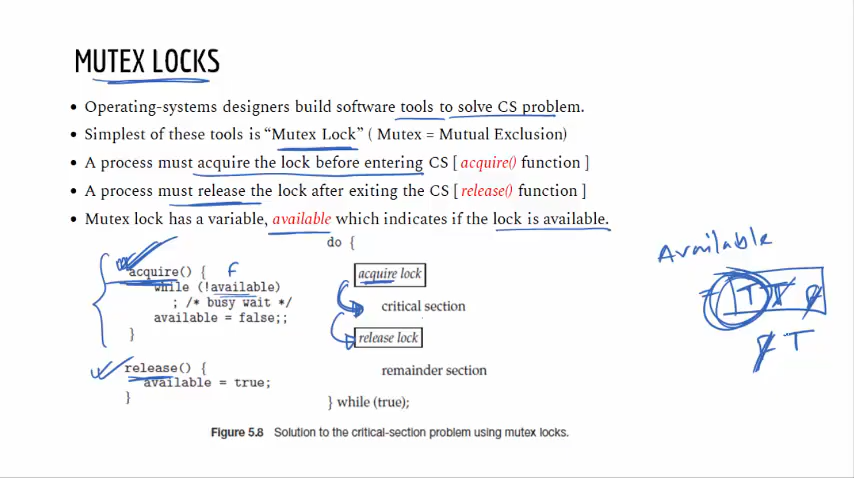 MUTEX LOCKS
• Operating-systems designers build software tools to solve CS problem.
• Simplest of these tools is “Mutex Lock” ( Mutex = Mutual Exclusion)
• A process must acquire the lock before entering CS [ acquire() function ]
• A process must release the lock after exiting the CS [ release() function ]
• Mutex lock has a variable, available which indicates if the lock is available.
acquire() {
F
while (!available)
; /* busy wait */
available = false;;
}
release() {
available = true;
}
do {
acquire lock
critical section
release lock
remainder section
} while (true);
Available
T
T
Figure 5.8 Solution to the critical-section problem using mutex locks.